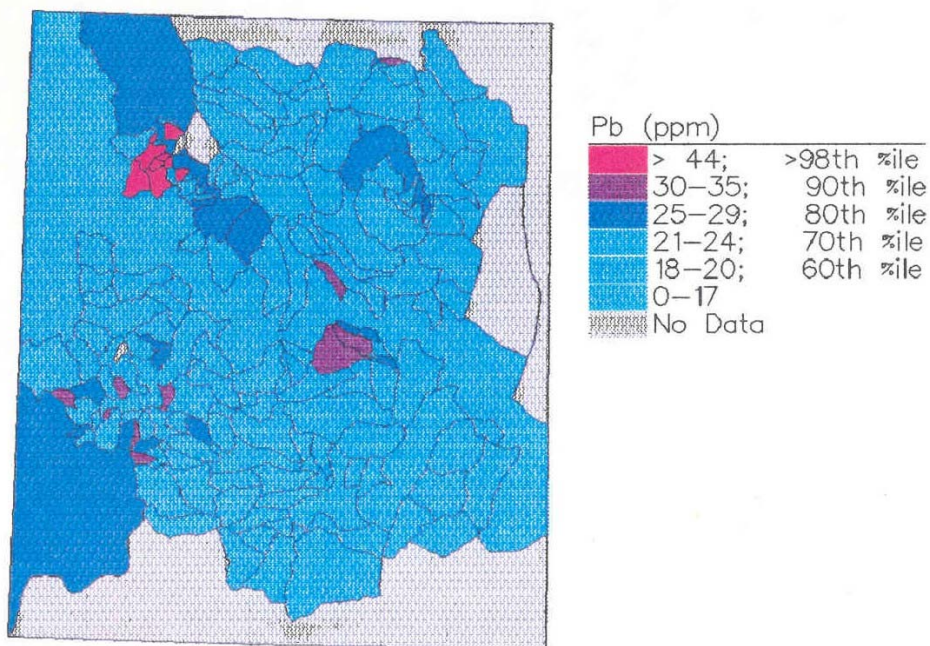 Pb (ppm)
> 44; >98th %ile
30–35; 90th %ile
25–29; 80th %ile
21–24; 70th %ile
18–20; 60th %ile
0–17
No Data